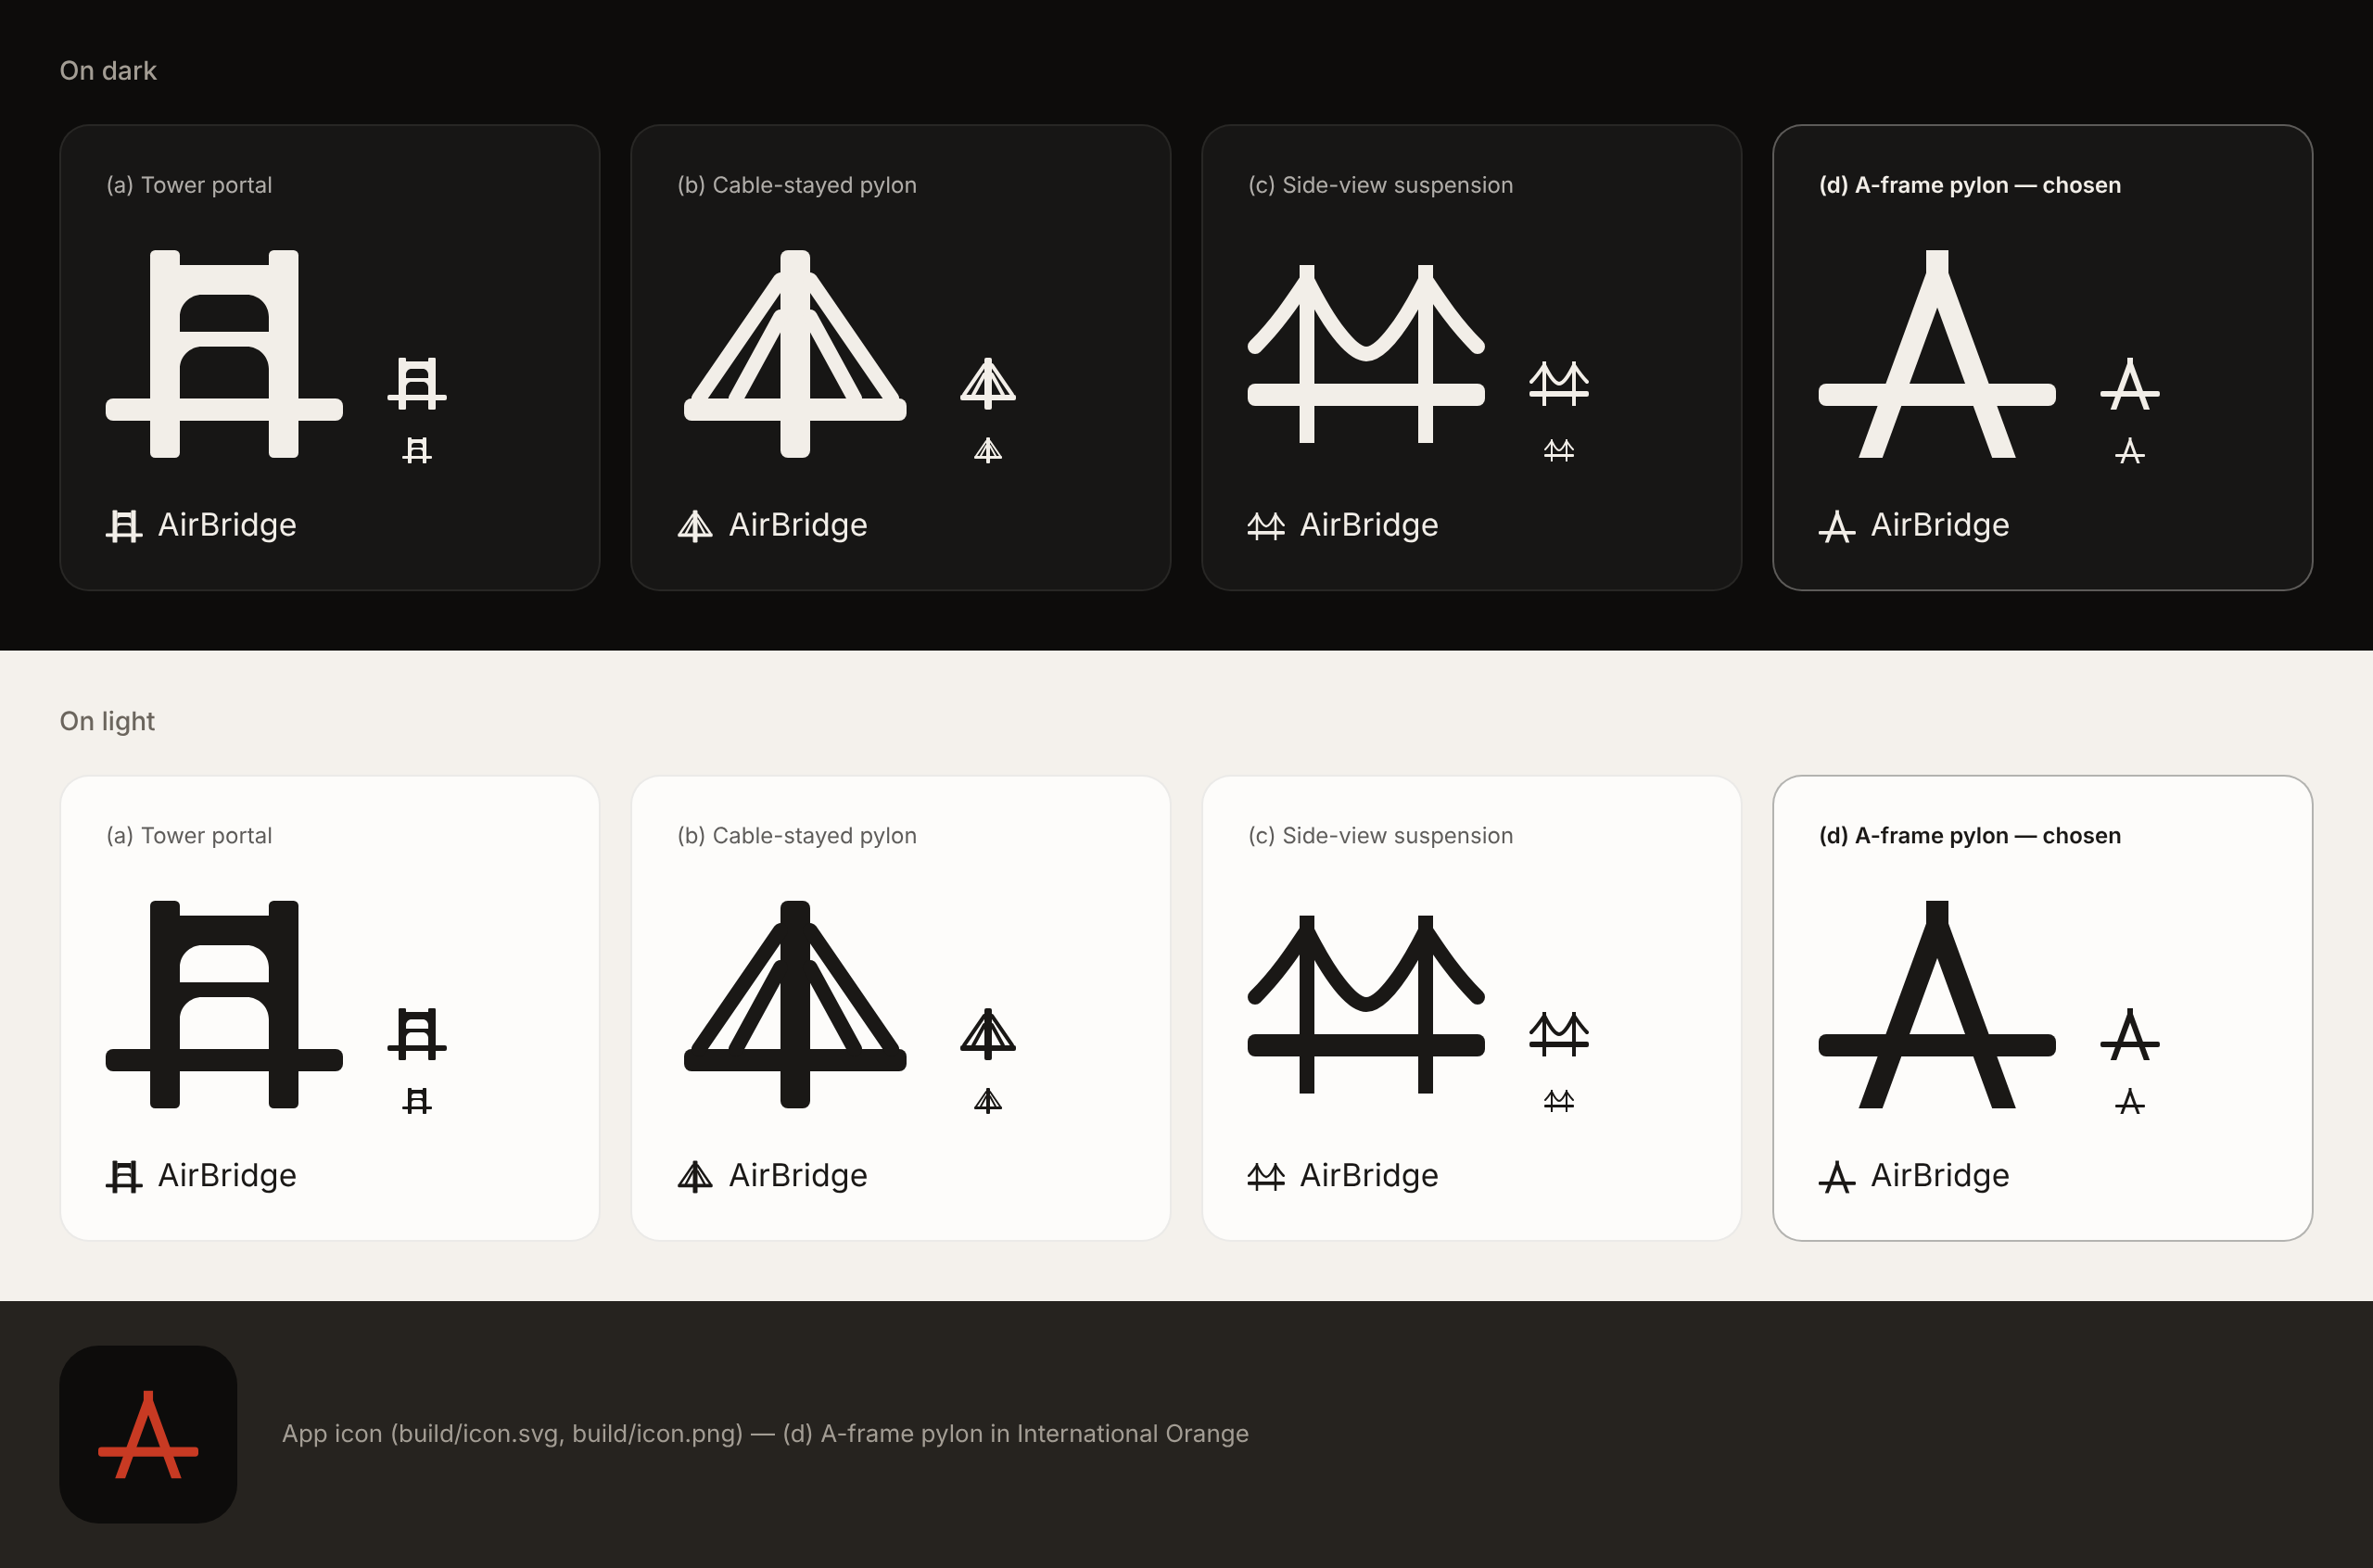 On dark
(a) Tower portal
(b) Cable-stayed pylon
(c) Side-view suspension
(d) A-frame pylon — chosen
AirBridge
AirBridge
AirBridge
AirBridge
On light
(a) Tower portal
(b) Cable-stayed pylon
(c) Side-view suspension
(d) A-frame pylon — chosen
AirBridge
AirBridge
AirBridge
AirBridge
App icon (build/icon.svg, build/icon.png) — (d) A-frame pylon in International Orange